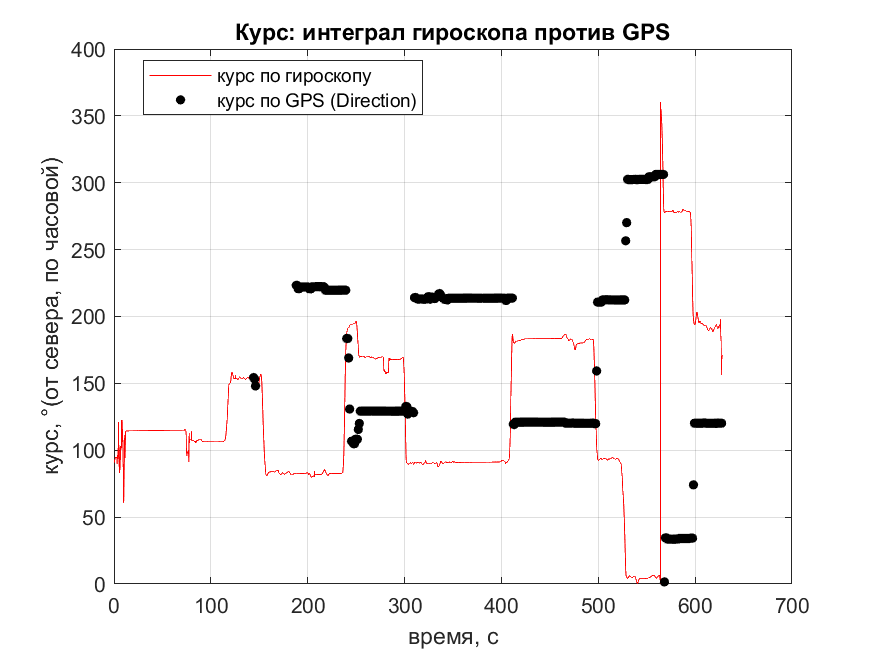 Курс: интеграл гироскопа против GPS
курс по гироскопу
курс по GPS (Direction)
курс, °(от севера, по часовой)
400
350
300
250
200
150
100
50
0
0 100 200 300 400 500 600 700
время, с